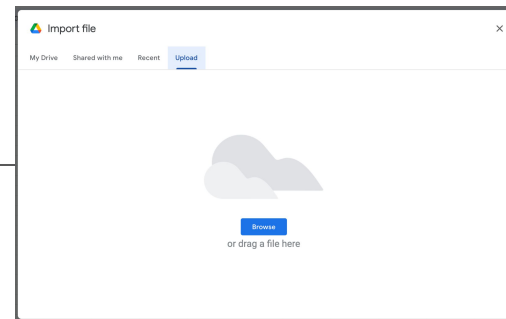 Import file
My Drive Shared with me Recent Upload
Browse
or drag a file here